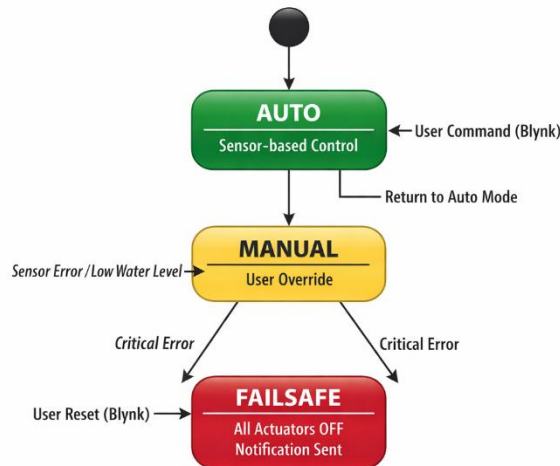 AUTO
Sensor-based Control
User Command (Blynk)
Return to Auto Mode
MANUAL
User Override
Sensor Error/Low Water Level
Critical Error
Critical Error
User Reset (Blynk)
FAILSAFE
All Actuators OFF
Notification Sent